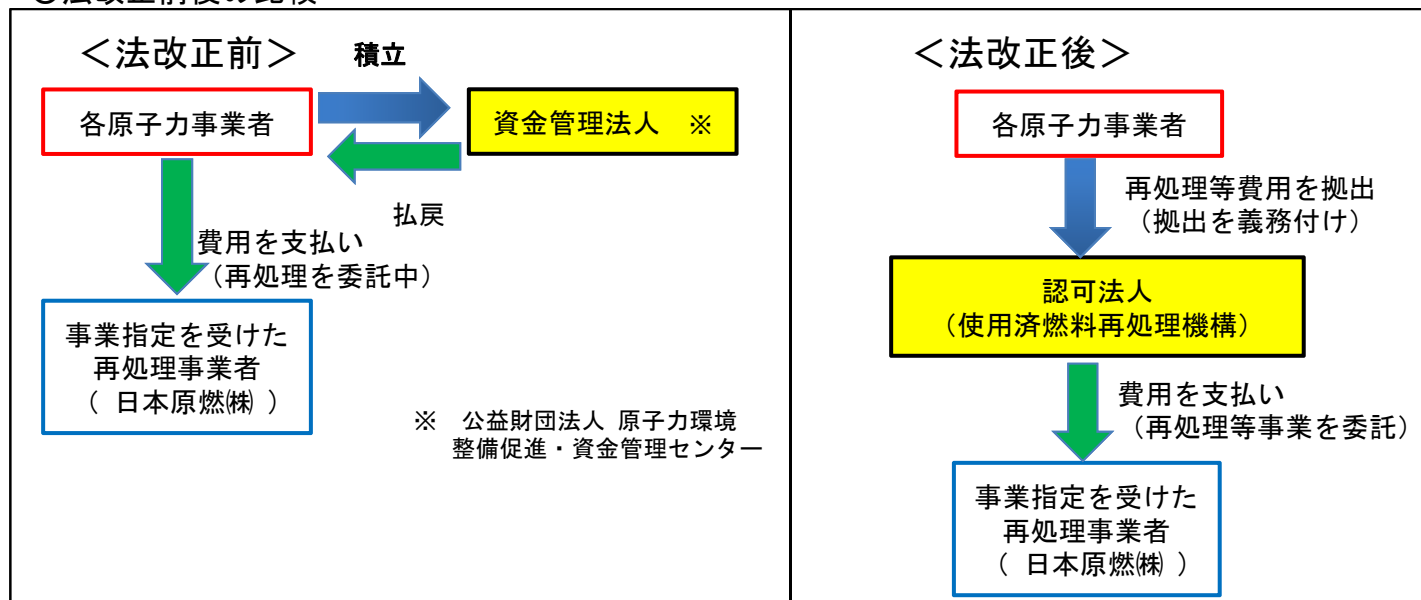 ＜法改正前＞
積立
各原子力事業者
資金管理法人　※
払戻
費用を支払い
（再処理を委託中）
事業指定を受けた
再処理事業者
（ 日本原燃㈱ ）
※　公益財団法人 原子力環境
整備促進・資金管理センター
＜法改正後＞
各原子力事業者
再処理等費用を拠出
（拠出を義務付け）
認可法人
（使用済燃料再処理機構）
費用を支払い
（再処理等事業を委託）
事業指定を受けた
再処理事業者
（ 日本原燃㈱ ）